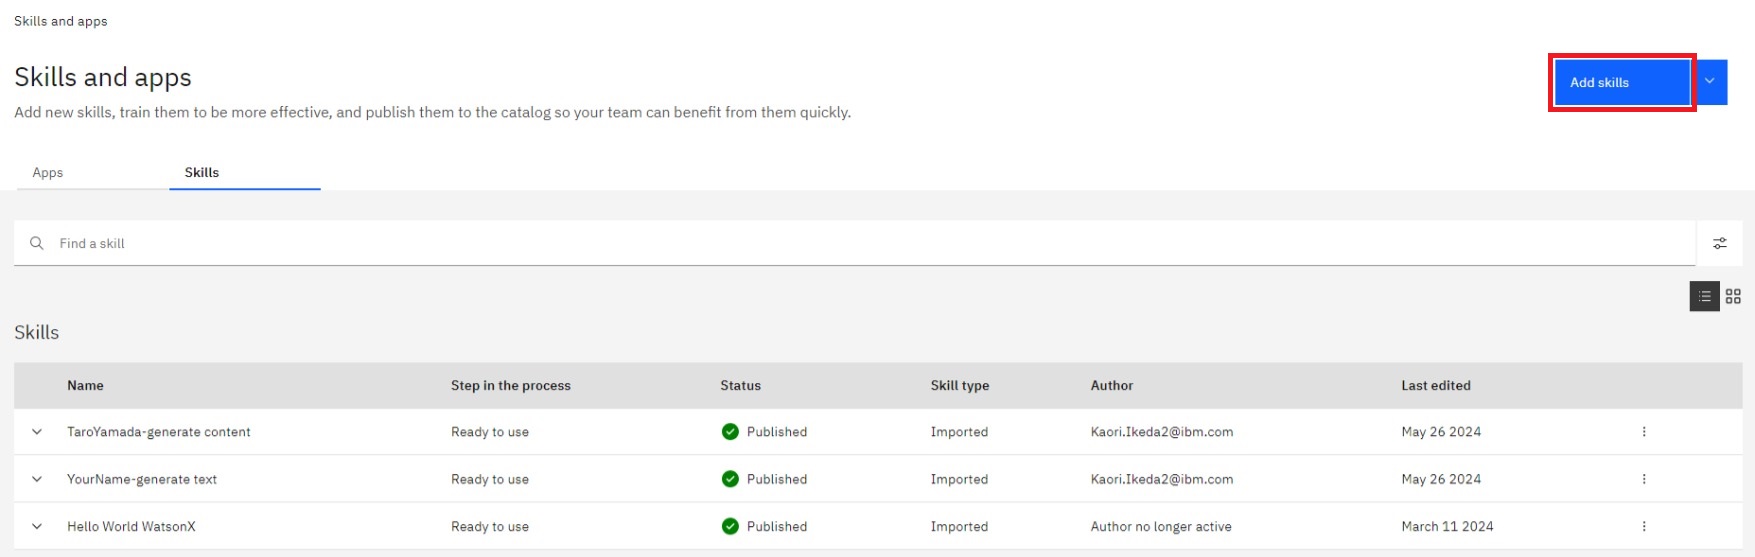 Skills and apps
Skills and apps
Add skills
Add new skills, train them to be more effective, and publish them to the catalog so your team can benefit from them quickly.
Apps Skills
Find a skill
Skills
Name Step in the process Status Skill type Author Last edited
TaroYamada-generate content Ready to use Published Imported Kaori.Ikeda2@ibm.com May 26 2024
YourName-generate text Ready to use Published Imported Kaori.Ikeda2@ibm.com May 26 2024
Hello World WatsonX Ready to use Published Imported Author no longer active March 11 2024